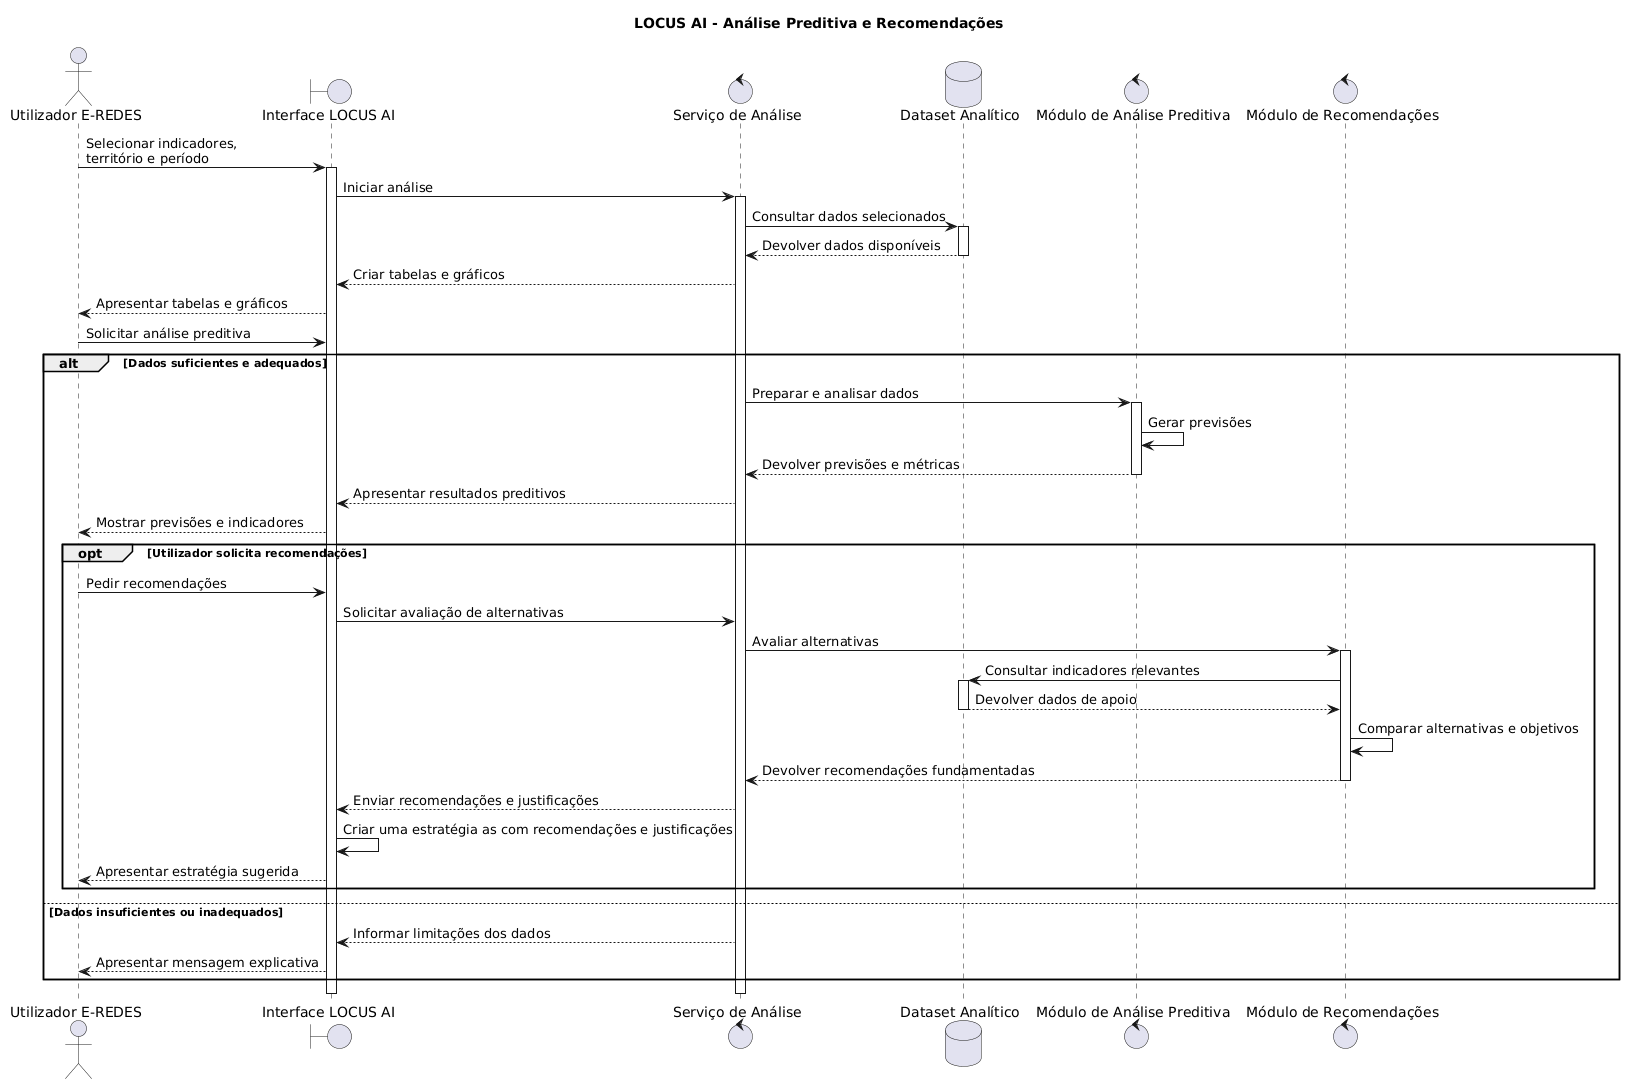 LOCUS AI - Análise Preditiva e Recomendações
Utilizador E-REDES
Interface LOCUS AI
Serviço de Análise
Dataset Analítico
Módulo de Análise Preditiva
Módulo de Recomendações
Selecionar indicadores,
território e período
Iniciar análise
Consultar dados selecionados
Devolver dados disponíveis
Criar tabelas e gráficos
Apresentar tabelas e gráficos
Solicitar análise preditiva
alt [Dados suficientes e adequados]
Preparar e analisar dados
Gerar previsões
Devolver previsões e métricas
Apresentar resultados preditivos
Mostrar previsões e indicadores
opt [Utilizador solicita recomendações]
Pedir recomendações
Solicitar avaliação de alternativas
Avaliar alternativas
Consultar indicadores relevantes
Devolver dados de apoio
Comparar alternativas e objetivos
Devolver recomendações fundamentadas
Enviar recomendações e justificações
Criar uma estratégia as com recomendações e justificações
Apresentar estratégia sugerida
[Dados insuficientes ou inadequados]
Informar limitações dos dados
Apresentar mensagem explicativa
Utilizador E-REDES
Interface LOCUS AI
Serviço de Análise
Dataset Analítico
Módulo de Análise Preditiva
Módulo de Recomendações